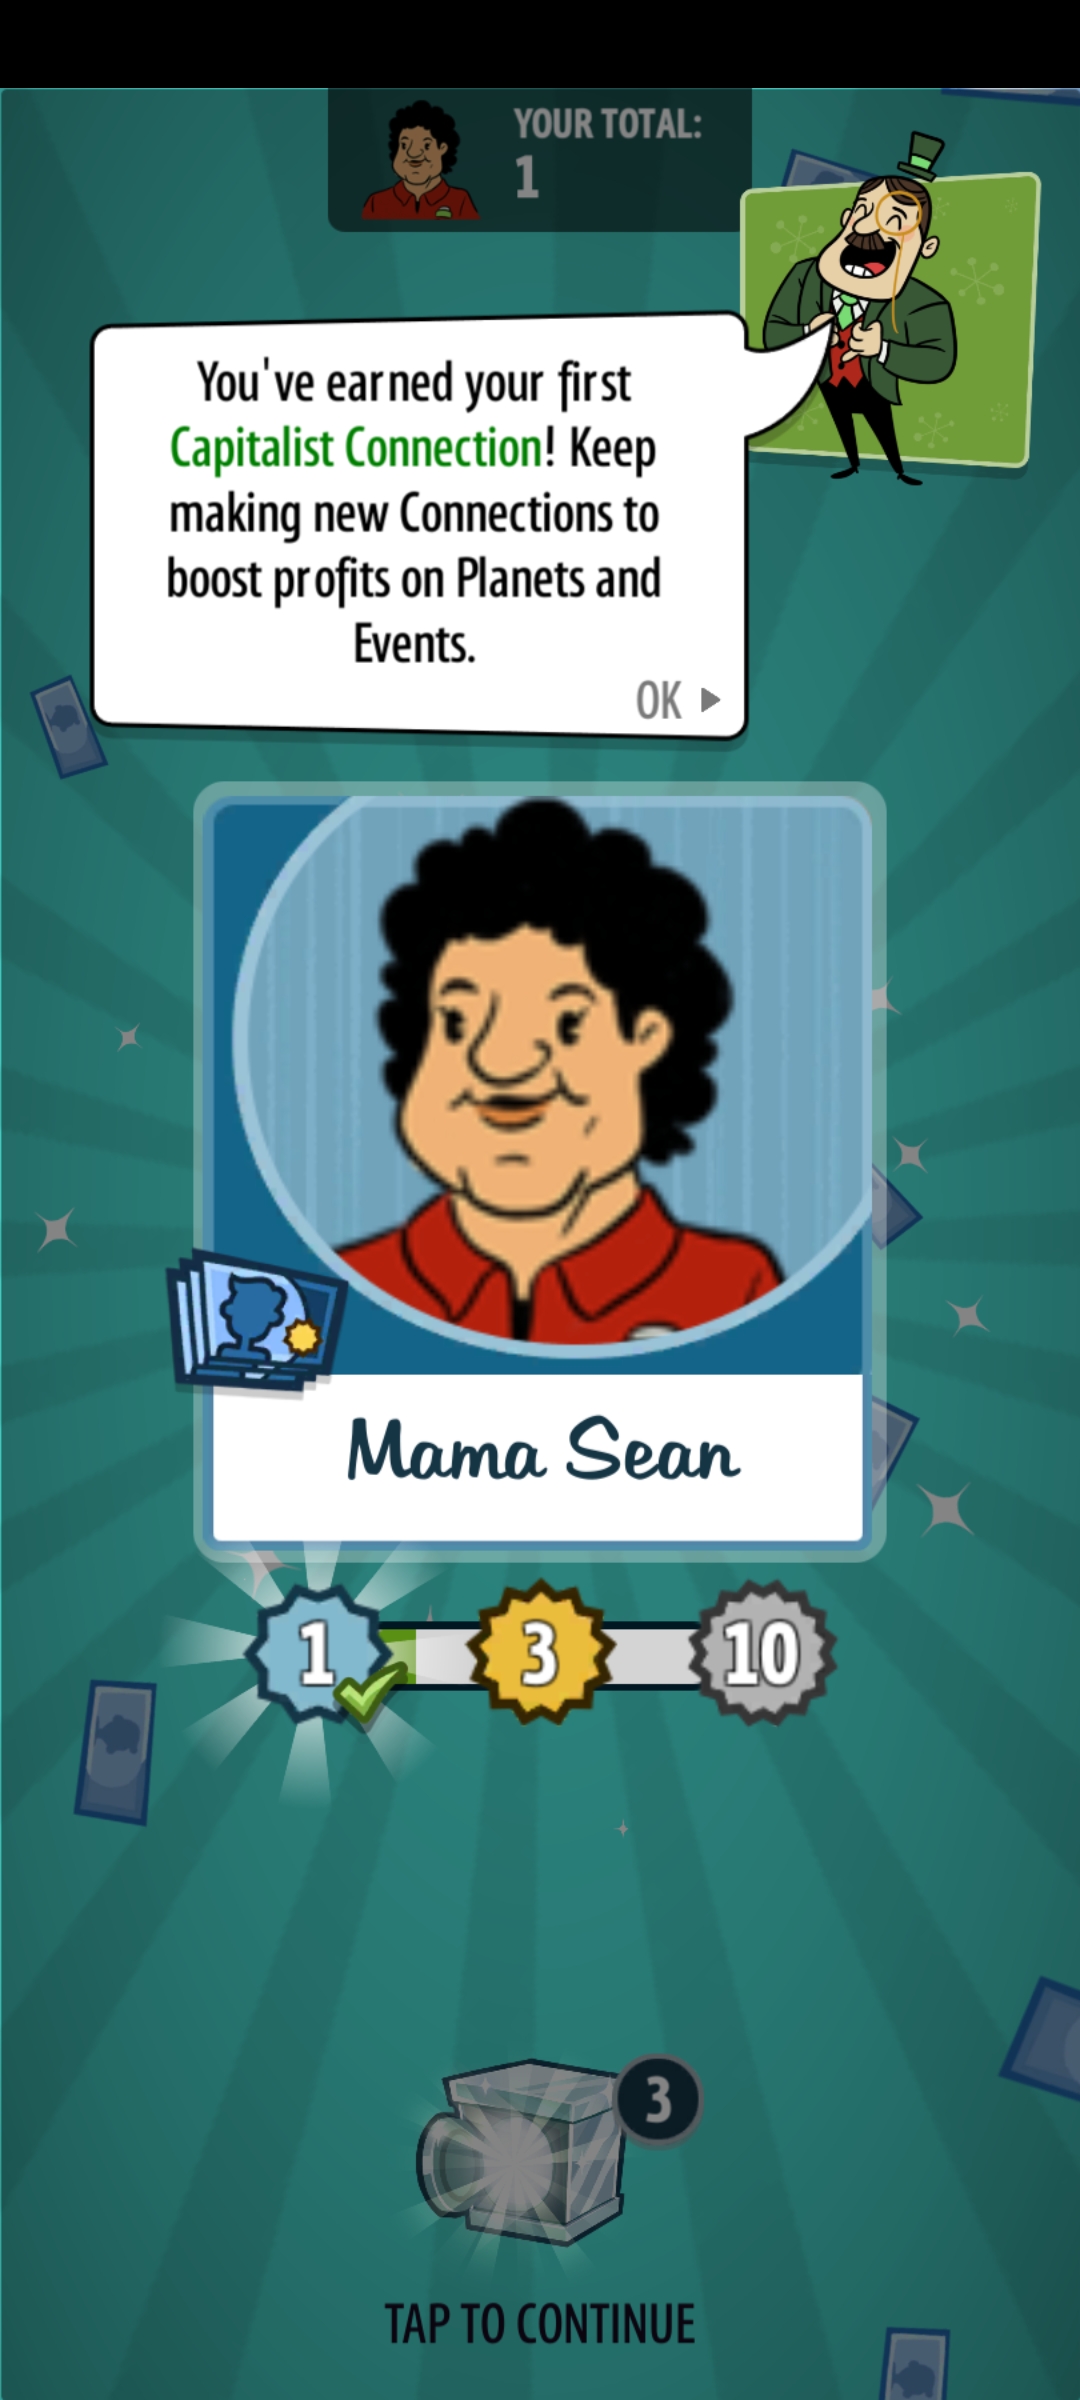 YOUR TOTAL:
1
You've earned your first
Capitalist Connection! Keep
making new Connections to
boost profits on Planets and
Events.
OK
Mama Sean
1
3
10
3
TAP TO CONTINUE